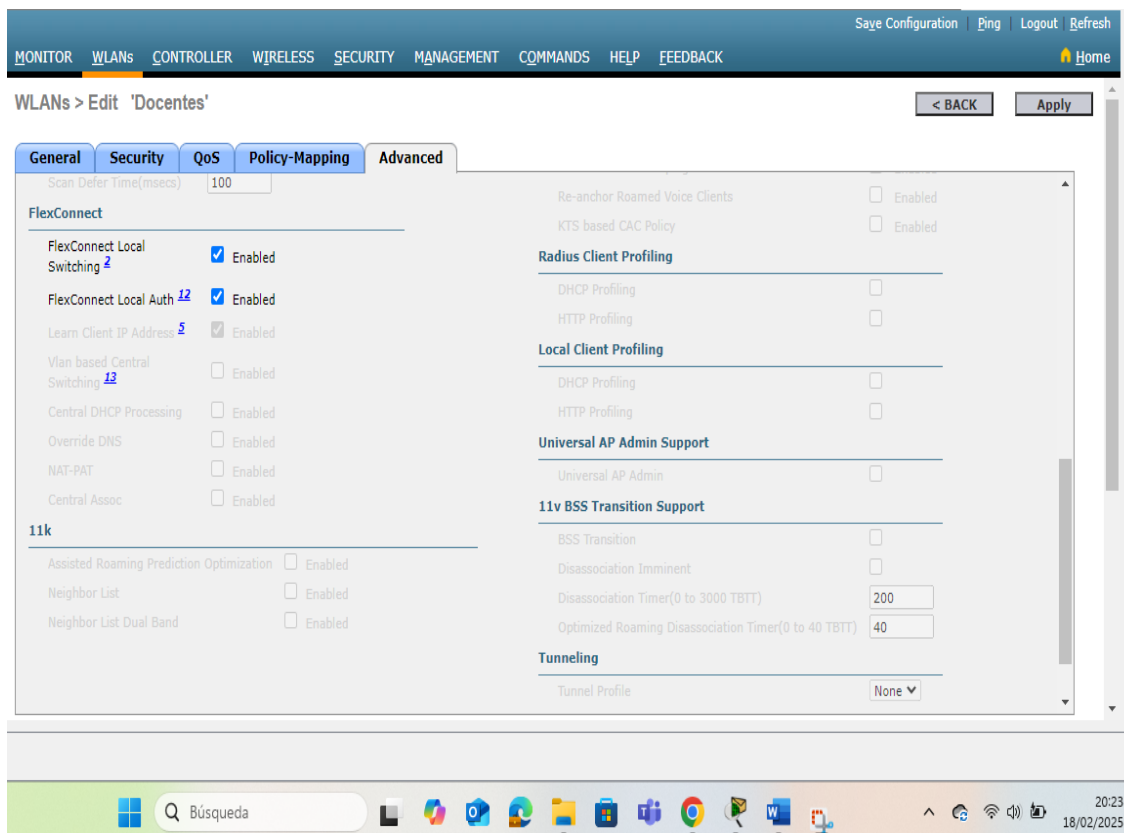 Save Configuration | Ping | Logout | Refresh
MONITOR WLANs CONTROLLER WIRELESS SECURITY MANAGEMENT COMMANDS HELP FEEDBACK Home
WLANs > Edit 'Docentes'
< BACK Apply
General Security QoS Policy-Mapping Advanced
Scan Defer Time(msecs) 100
FlexConnect
FlexConnect Local
Switching 2 Enabled
FlexConnect Local Auth 12 Enabled
Learn Client IP Address 5 Enabled
Vlan based Central
Switching 13 Enabled
Central DHCP Processing Enabled
Override DNS Enabled
NAT-PAT Enabled
Central Assoc Enabled
11k
Assisted Roaming Prediction Optimization Enabled
Neighbor List Enabled
Neighbor List Dual Band Enabled
Re-anchor Roamed Voice Clients Enabled
KTS based CAC Policy Enabled
Radius Client Profiling
DHCP Profiling
HTTP Profiling
Local Client Profiling
DHCP Profiling
HTTP Profiling
Universal AP Admin Support
Universal AP Admin
11v BSS Transition Support
BSS Transition
Disassociation Imminent
Disassociation Timer(0 to 3000 TBTT) 200
Optimized Roaming Disassociation Timer(0 to 40 TBTT) 40
Tunneling
Tunnel Profile None
Búsqueda
20:23
18/02/2025